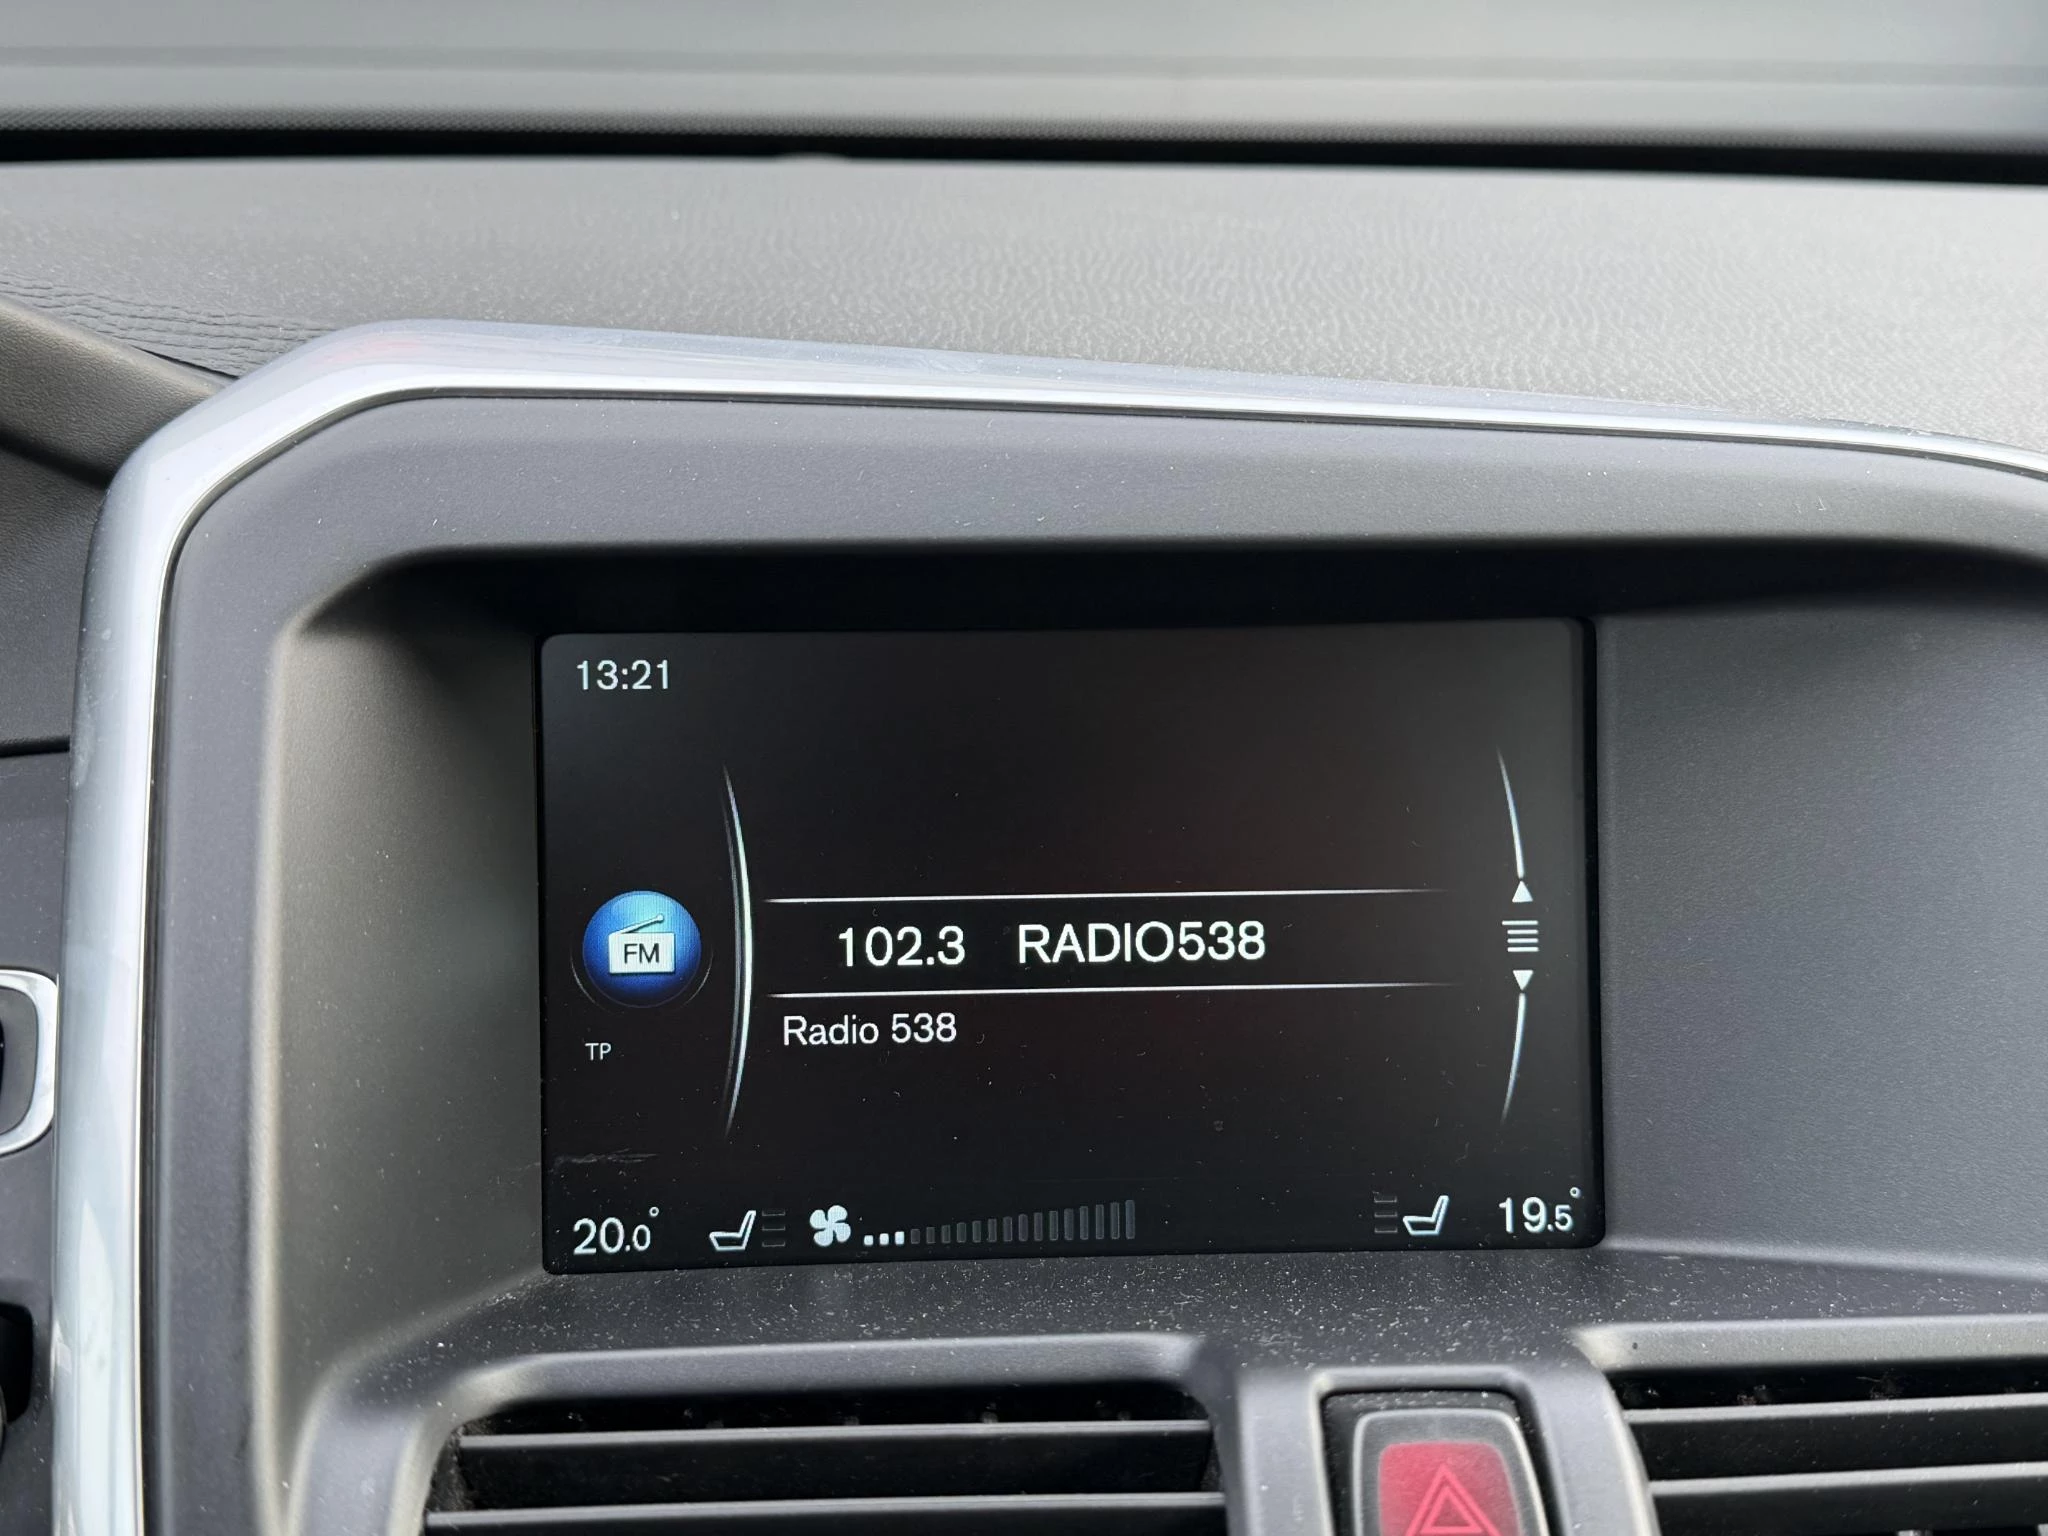 13:21
FM
102.3 RADIO538
TP
Radio 538
20.0° 19.5°